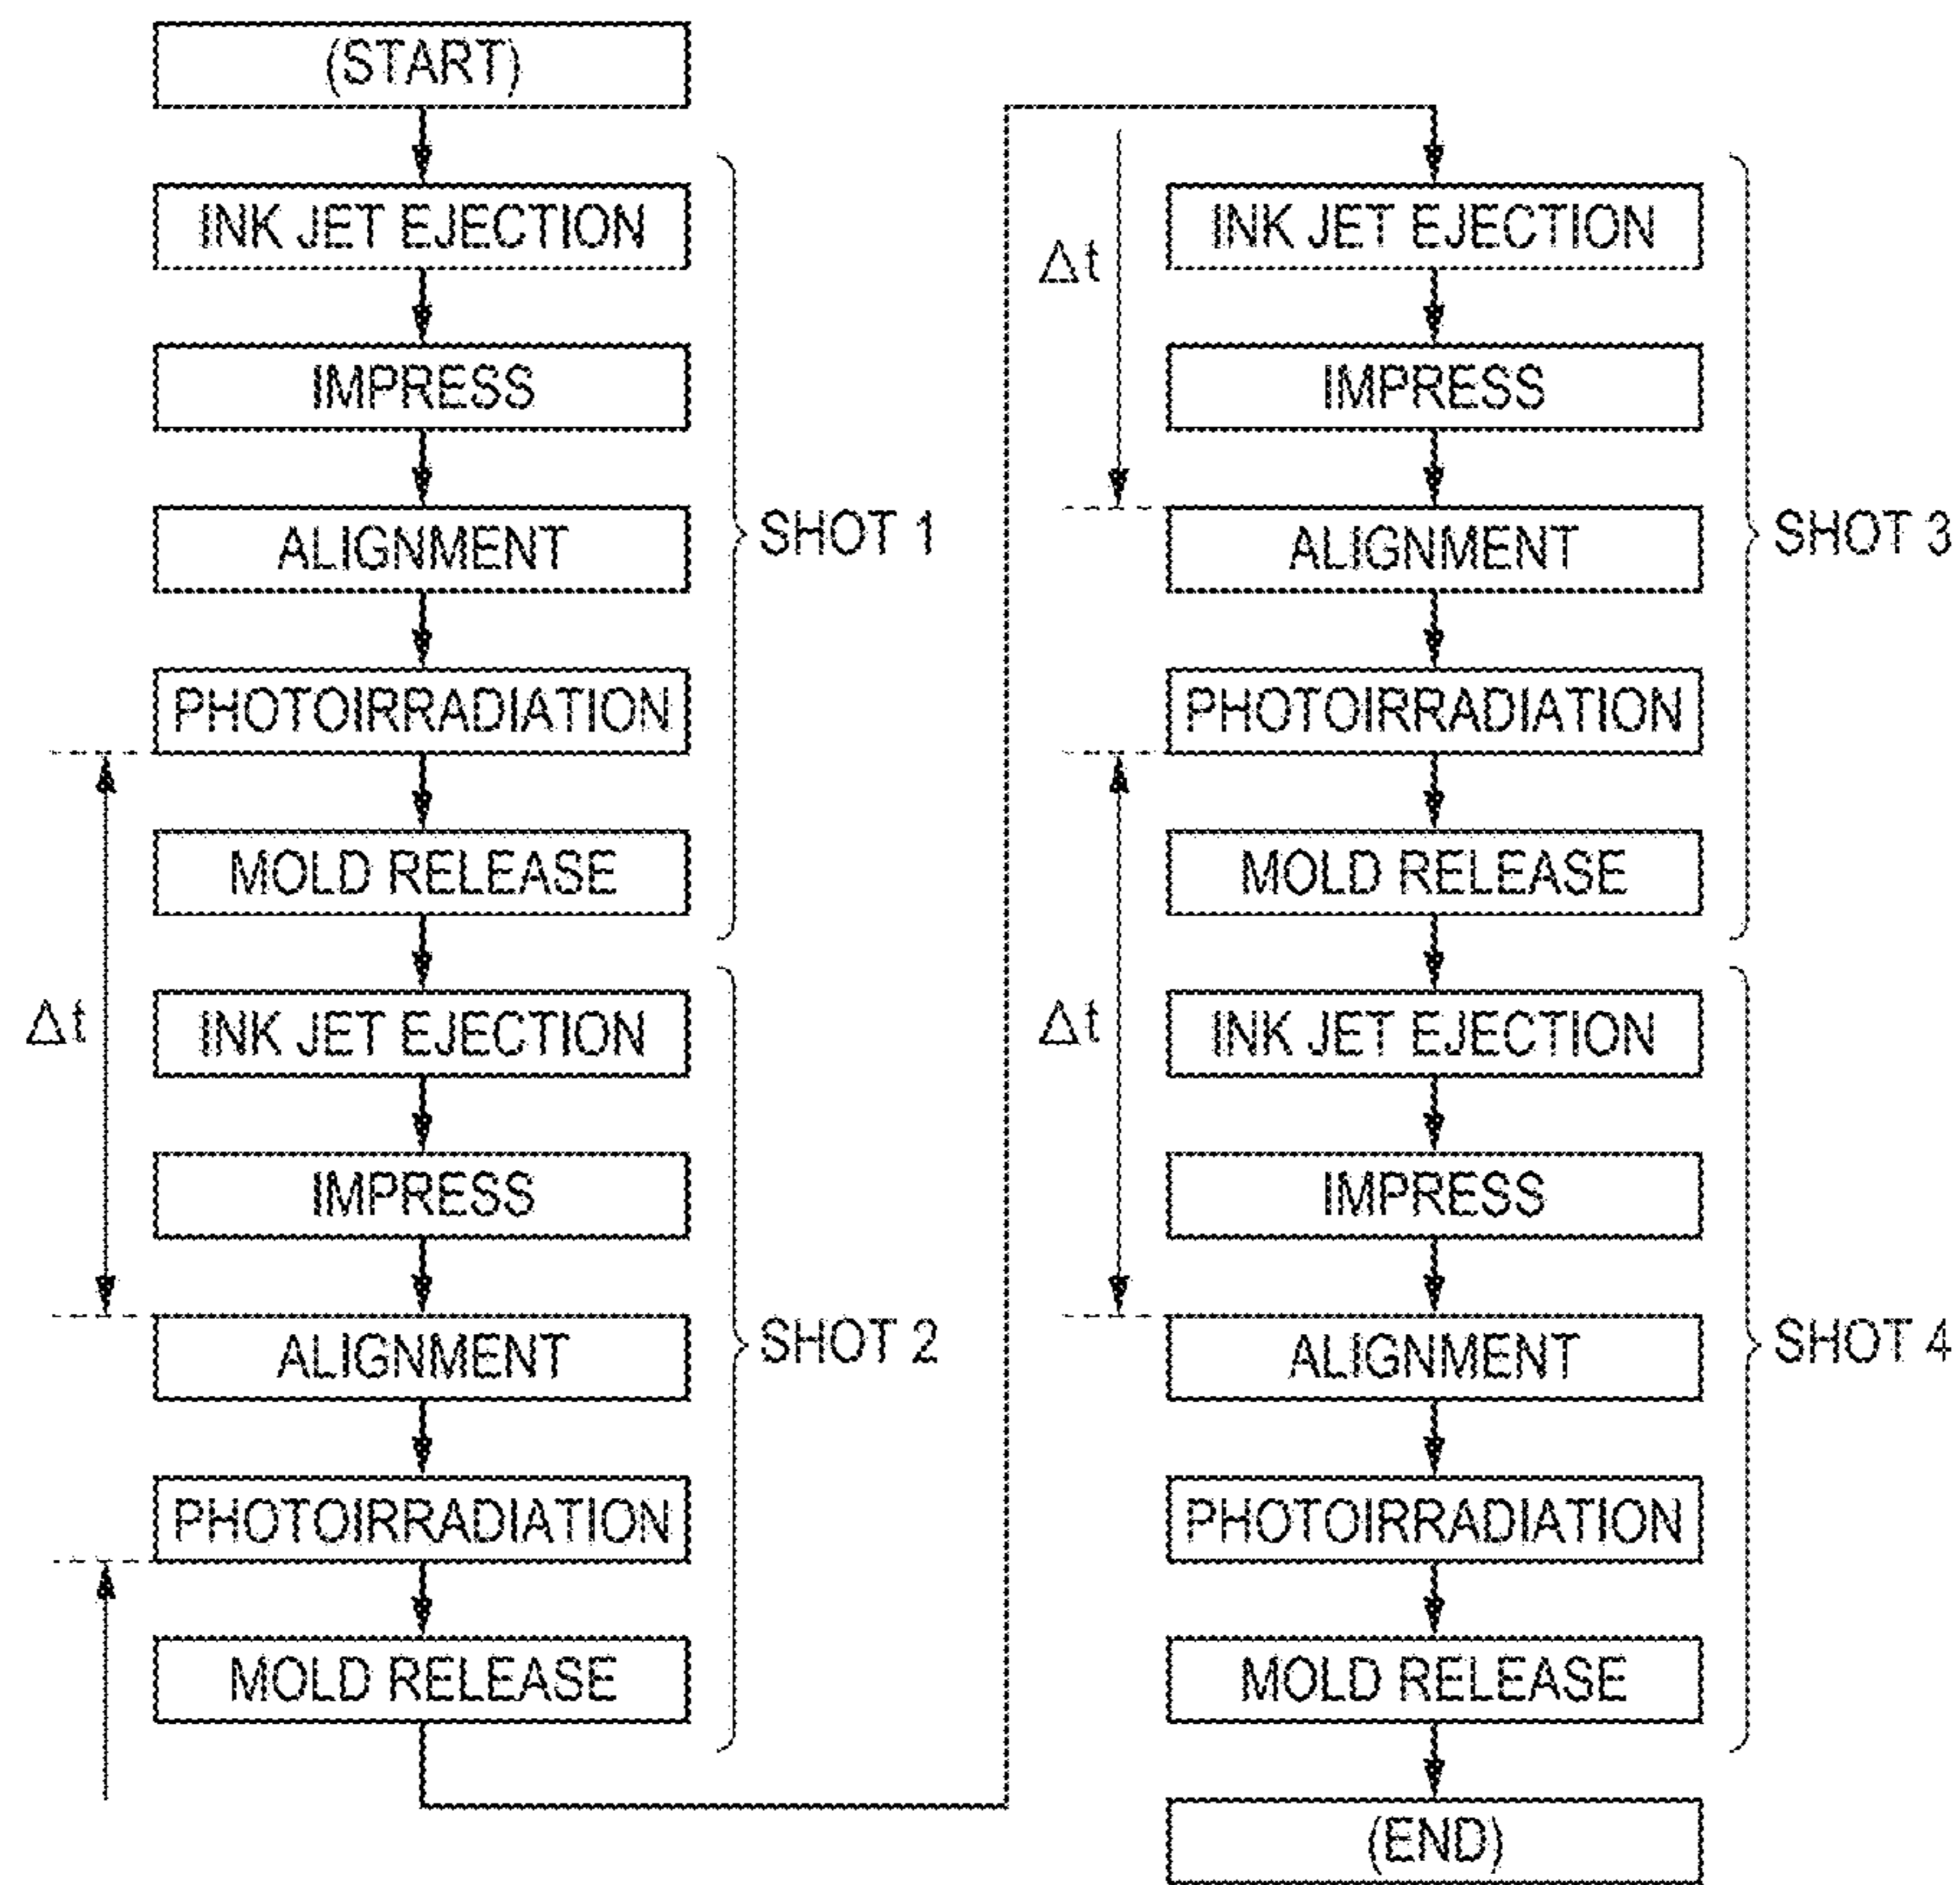 (START)
INK JET EJECTION
IMPRESS
ALIGNMENT
PHOTOIRRADIATION
MOLD RELEASE
SHOT 1
Δt
INK JET EJECTION
IMPRESS
ALIGNMENT
PHOTOIRRADIATION
MOLD RELEASE
SHOT 2
Δt
INK JET EJECTION
IMPRESS
ALIGNMENT
PHOTOIRRADIATION
MOLD RELEASE
SHOT 3
Δt
INK JET EJECTION
IMPRESS
ALIGNMENT
PHOTOIRRADIATION
MOLD RELEASE
SHOT 4
(END)